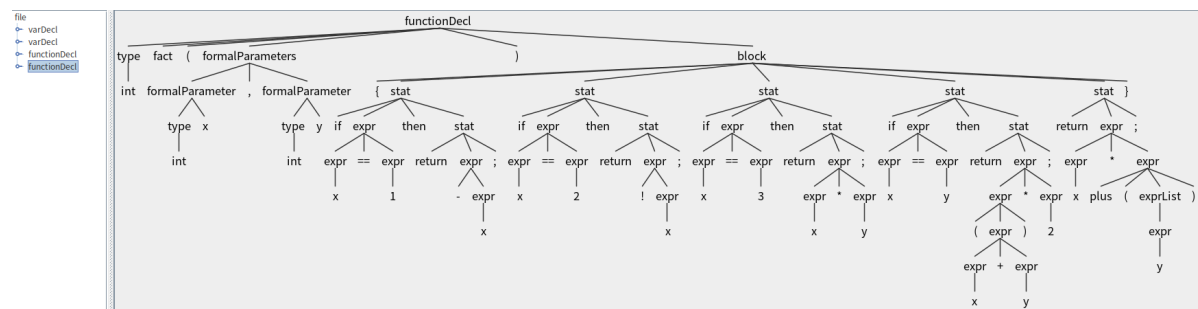 file
varDecl
varDecl
functionDecl
functionDecl
functionDecl
type fact ( formalParameters ) block
int formalParameter , formalParameter { stat stat stat stat stat }
type x type y if expr then stat if expr then stat if expr then stat if expr then stat return expr ;
int int expr == expr return expr ; expr == expr return expr ; expr == expr return expr ; expr == expr return expr ; expr * expr
x 1 - expr x 2 ! expr x 3 expr * expr x y expr * expr x plus ( exprList )
x x x y ( expr ) 2 expr
expr + expr y
x y